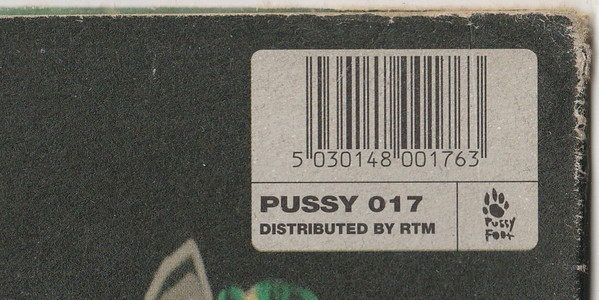 5 030148 001763
PUSSY 017
DISTRIBUTED BY RTM
PUSSY
FOOT